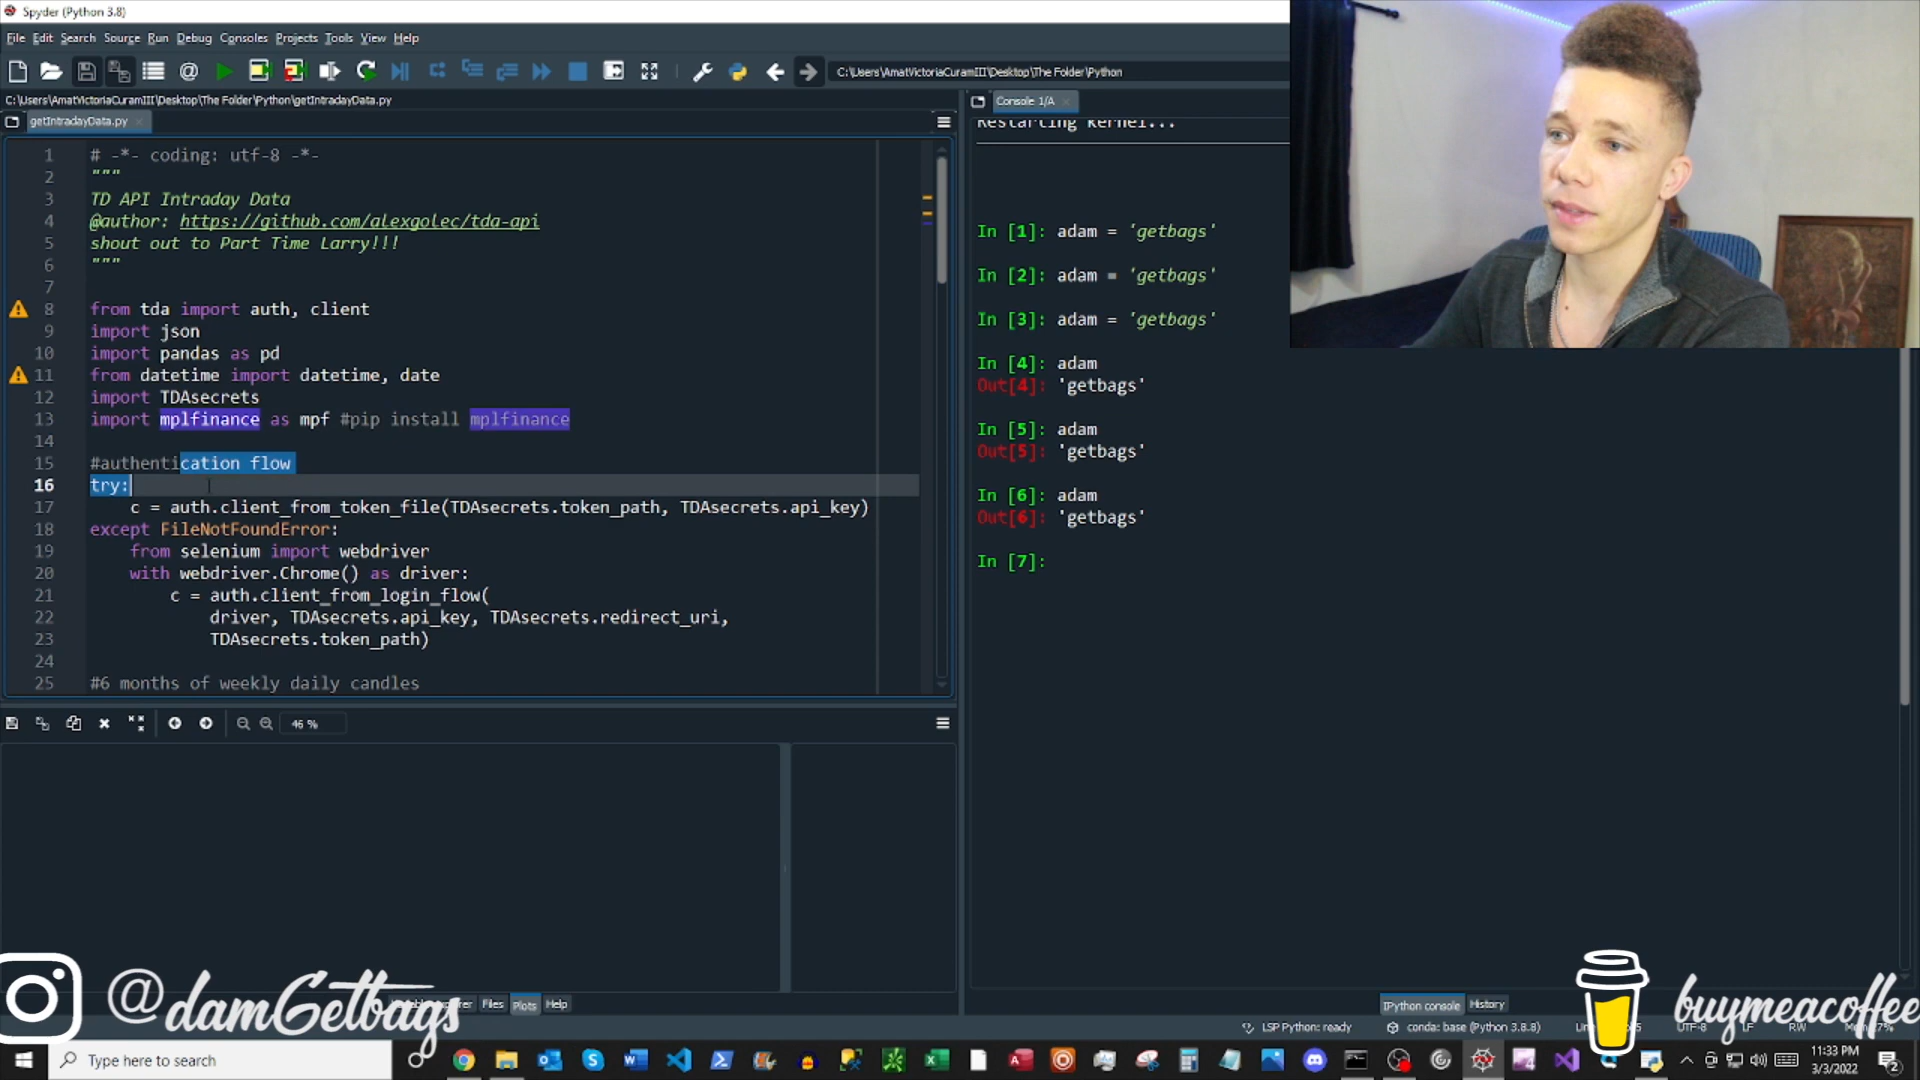 Spyder (Python 3.8)
File Edit Search Source Run Debug Consoles Projects Tools View Help
C:\Users\AmatVictoriaCuramIII\Desktop\The Folder\Python
C:\Users\AmatVictoriaCuramIII\Desktop\The Folder\Python\getIntradayData.py
getIntradayData.py
1 # -*- coding: utf-8 -*-
2 """
3 TD API Intraday Data
4 @author: https://github.com/alexgolec/tda-api
5 shout out to Part Time Larry!!!
6 """
7
8 from tda import auth, client
9 import json
10 import pandas as pd
11 from datetime import datetime, date
12 import TDAsecrets
13 import mplfinance as mpf #pip install mplfinance
14
15 #authentication flow
16 try:
17 c = auth.client_from_token_file(TDAsecrets.token_path, TDAsecrets.api_key)
18 except FileNotFoundError:
19 from selenium import webdriver
20 with webdriver.Chrome() as driver:
21 c = auth.client_from_login_flow(
22 driver, TDAsecrets.api_key, TDAsecrets.redirect_uri,
23 TDAsecrets.token_path)
24
25 #6 months of weekly daily candles
46 %
Files Plots Help
Console 1/A
Restarting kernel...
In [1]: adam = 'getbags'
In [2]: adam = 'getbags'
In [3]: adam = 'getbags'
In [4]: adam
Out[4]: 'getbags'
In [5]: adam
Out[5]: 'getbags'
In [6]: adam
Out[6]: 'getbags'
In [7]:
IPython console History
LSP Python: ready conda: base (Python 3.8.8) UTF-8 LF RW
@damGetbags
buymeacoffee
Type here to search
11:33 PM
3/3/2022
2